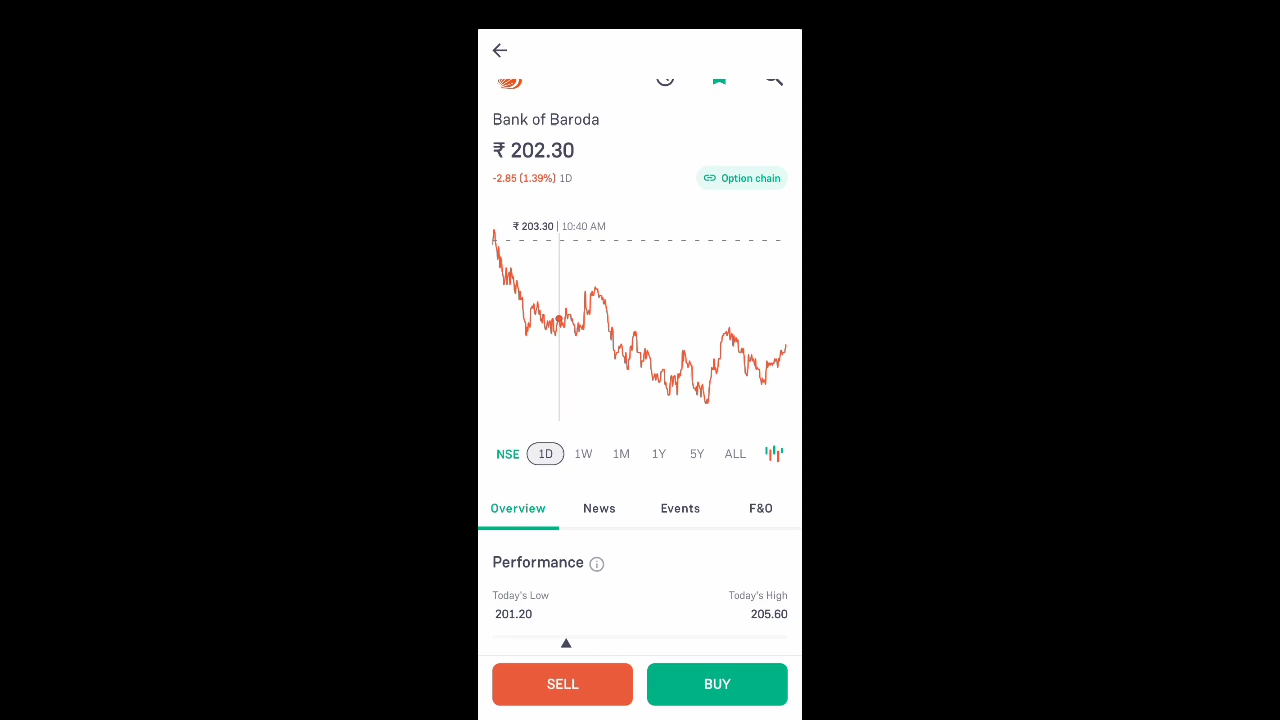 Bank of Baroda
₹ 202.30
-2.85 (1.39%) 1D
Option chain
₹ 203.30 | 10:40 AM
NSE 1D 1W 1M 1Y 5Y ALL
Overview News Events F&O
Performance
Today's Low Today's High
201.20 205.60
SELL BUY